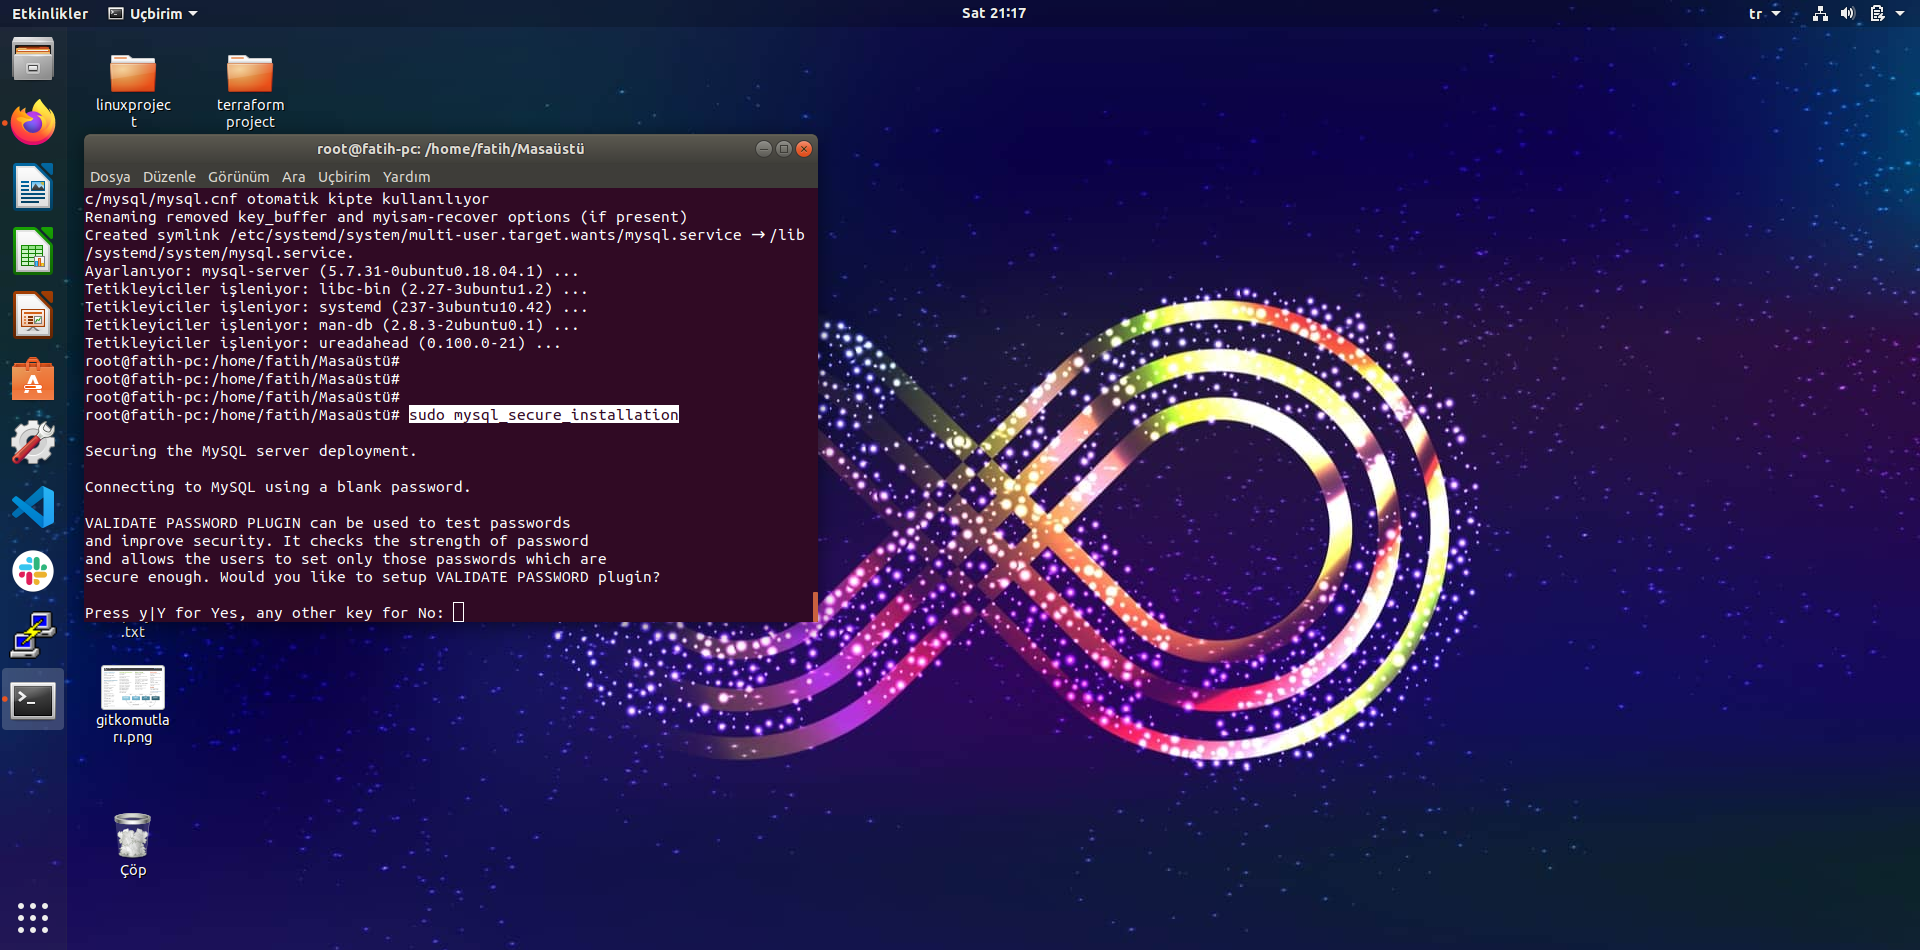 Etkinlikler
Uçbirim
Sat 21:17
tr
linuxprojec
t
terraform
project
root@fatih-pc: /home/fatih/Masaüstü
Dosya Düzenle Görünüm Ara Uçbirim Yardım
c/mysql/mysql.cnf otomatik kipte kullanılıyor
Renaming removed key_buffer and myisam-recover options (if present)
Created symlink /etc/systemd/system/multi-user.target.wants/mysql.service → /lib
/systemd/system/mysql.service.
Ayarlanıyor: mysql-server (5.7.31-0ubuntu0.18.04.1) ...
Tetikleyiciler işleniyor: libc-bin (2.27-3ubuntu1.2) ...
Tetikleyiciler işleniyor: systemd (237-3ubuntu10.42) ...
Tetikleyiciler işleniyor: man-db (2.8.3-2ubuntu0.1) ...
Tetikleyiciler işleniyor: ureadahead (0.100.0-21) ...
root@fatih-pc:/home/fatih/Masaüstü#
root@fatih-pc:/home/fatih/Masaüstü#
root@fatih-pc:/home/fatih/Masaüstü#
root@fatih-pc:/home/fatih/Masaüstü# sudo mysql_secure_installation
Securing the MySQL server deployment.
Connecting to MySQL using a blank password.
VALIDATE PASSWORD PLUGIN can be used to test passwords
and improve security. It checks the strength of password
and allows the users to set only those passwords which are
secure enough. Would you like to setup VALIDATE PASSWORD plugin?
Press y|Y for Yes, any other key for No:
.txt
gitkomutla
rı.png
Çöp